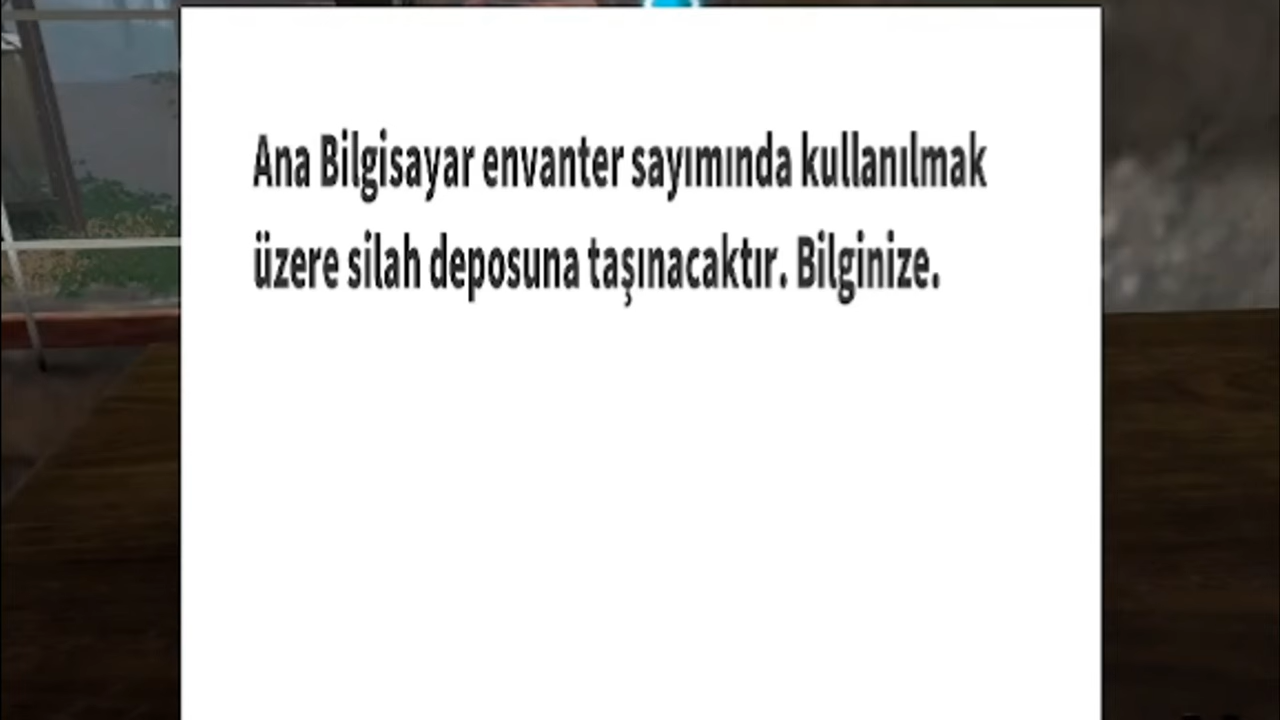 Ana Bilgisayar envanter sayımında kullanılmak
üzere silah deposuna taşınacaktır. Bilginize.